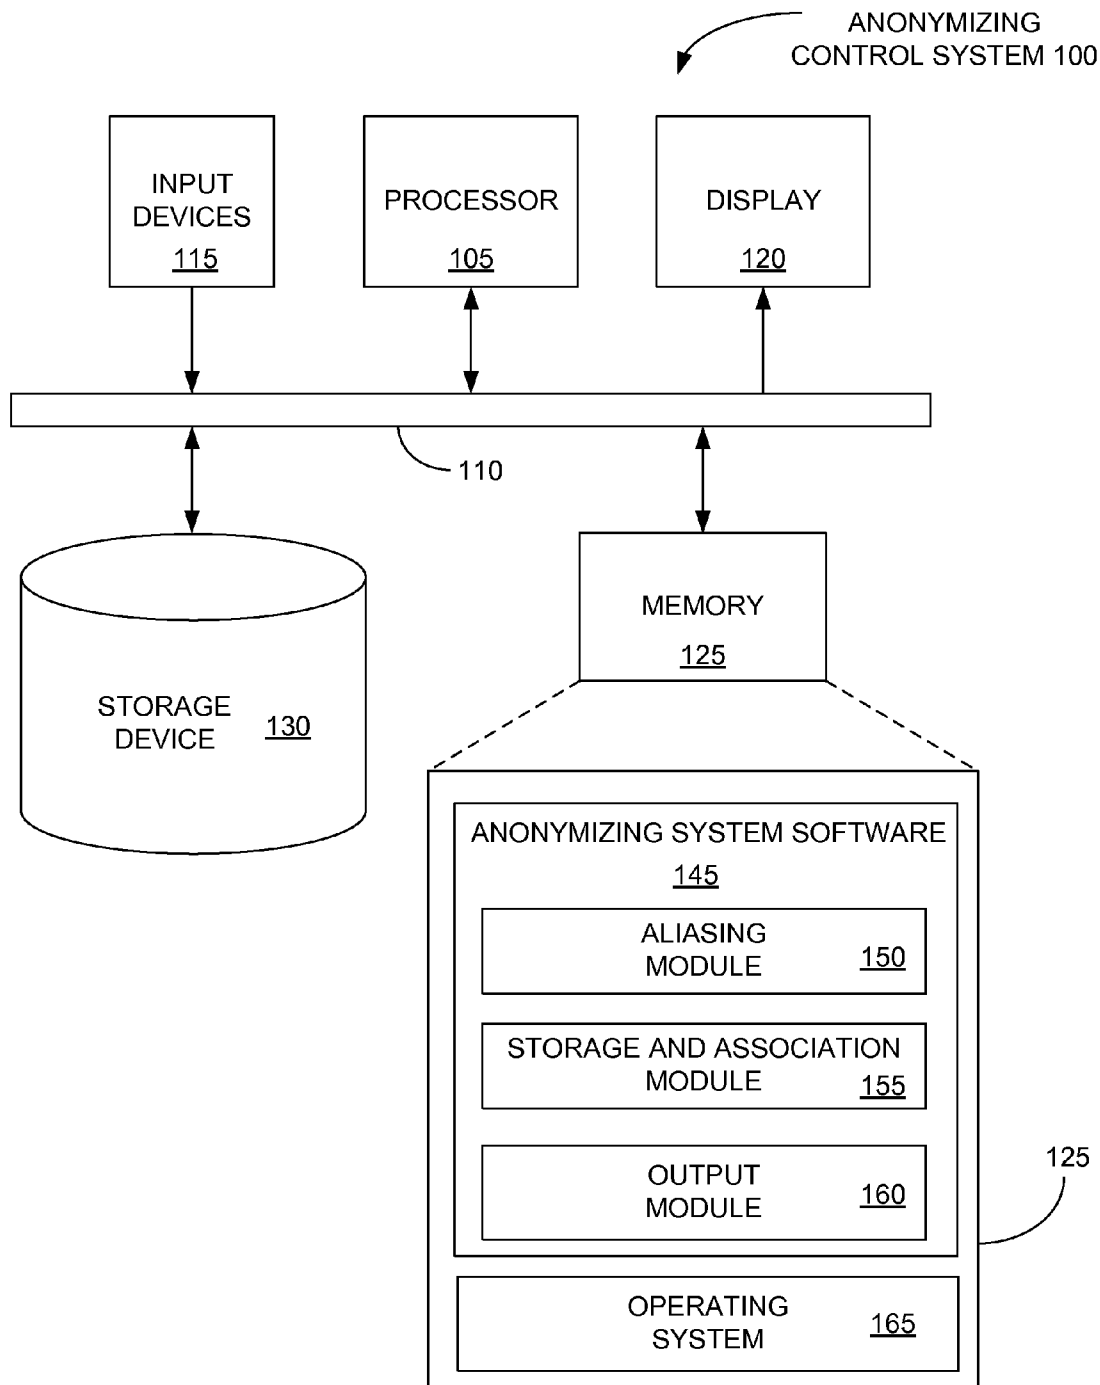 ANONYMIZING
CONTROL SYSTEM 100
INPUT
DEVICES
115
PROCESSOR
105
DISPLAY
120
110
STORAGE
DEVICE
130
MEMORY
125
ANONYMIZING SYSTEM SOFTWARE
145
ALIASING
MODULE
150
STORAGE AND ASSOCIATION
MODULE
155
OUTPUT
MODULE
160
125
OPERATING
SYSTEM
165